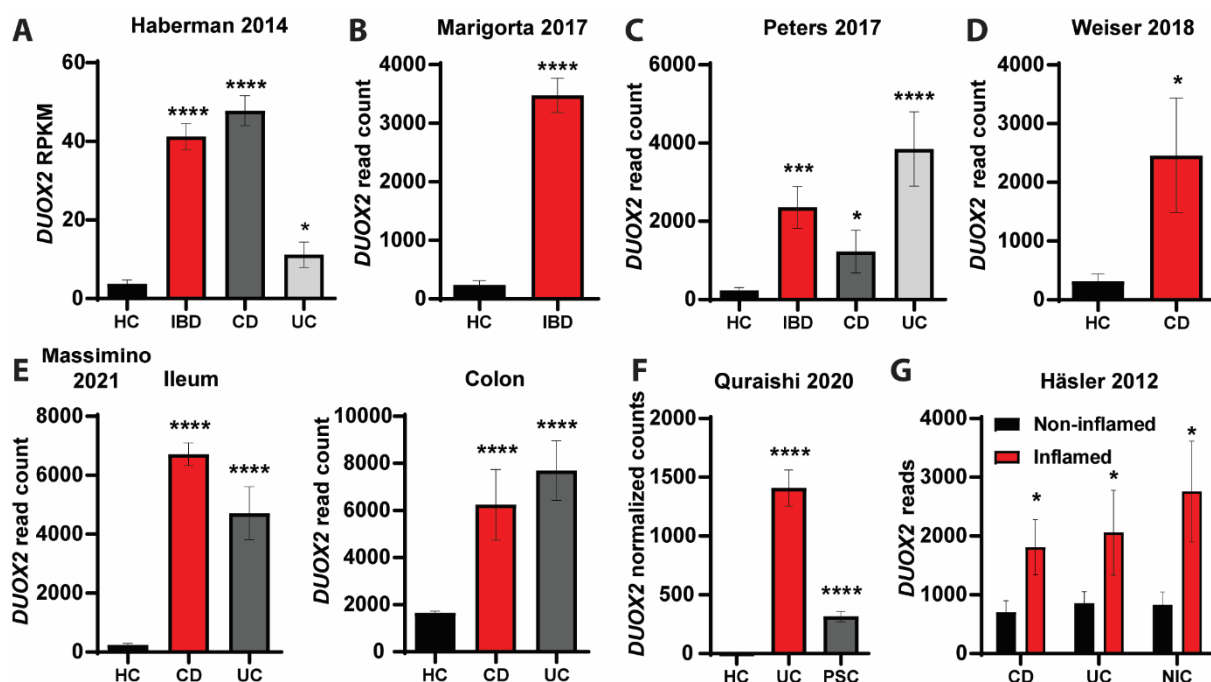 A
Haberman 2014
DUOX2 RPKM
60
40
20
0
****
****
*
HC
IBD
CD
UC
B
Marigorta 2017
DUOX2 read count
4000
3000
2000
1000
0
****
HC
IBD
C
Peters 2017
DUOX2 read count
6000
4000
2000
0
***
*
****
HC
IBD
CD
UC
D
Weiser 2018
DUOX2 read count
4000
3000
2000
1000
0
*
HC
CD
E
Massimino
2021
Ileum
DUOX2 read count
8000
6000
4000
2000
0
****
****
HC
CD
UC
Colon
DUOX2 read count
10000
8000
6000
4000
2000
0
****
****
HC
CD
UC
F
Quraishi 2020
DUOX2 normalized counts
2000
1500
1000
500
0
****
****
HC
UC
PSC
G
Häsler 2012
DUOX2 reads
4000
3000
2000
1000
0
Non-inflamed
Inflamed
*
*
*
CD
UC
NIC